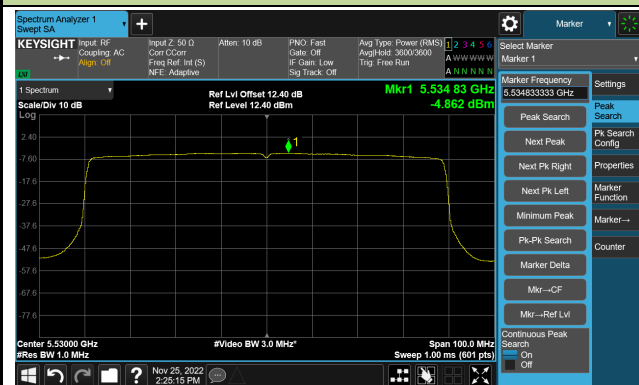 Spectrum Analyzer 1
Swept SA
+
Marker
KEYSIGHT
Input: RF
Coupling: AC
Align: Off
Input Z: 50 Ω
Corr CCorr
Freq Ref: Int (S)
NFE: Adaptive
Atten: 10 dB
PNO: Fast
Gate: Off
IF Gain: Low
Sig Track: Off
Avg Type: Power (RMS)
Avg|Hold: 3600/3600
Trig: Free Run
1 2 3 4 5 6
A W W W W W
A N N N N N
LXI
Select Marker
Marker 1
1 Spectrum
Scale/Div 10 dB
Log
Ref Lvl Offset 12.40 dB
Ref Level 12.40 dBm
Mkr1 5.534 83 GHz
-4.862 dBm
2.40
-7.60
-17.6
-27.6
-37.6
-47.6
-57.6
-67.6
-77.6
1
Center 5.53000 GHz
#Res BW 1.0 MHz
#Video BW 3.0 MHz*
Span 100.0 MHz
Sweep 1.00 ms (601 pts)
Marker Frequency
5.534833333 GHz
Peak Search
Next Peak
Next Pk Right
Next Pk Left
Minimum Peak
Pk-Pk Search
Marker Delta
Mkr→CF
Mkr→Ref Lvl
Continuous Peak
Search
On
Off
Settings
Peak
Search
Pk Search
Config
Properties
Marker
Function
Marker→
Counter
?
Nov 25, 2022
2:25:15 PM